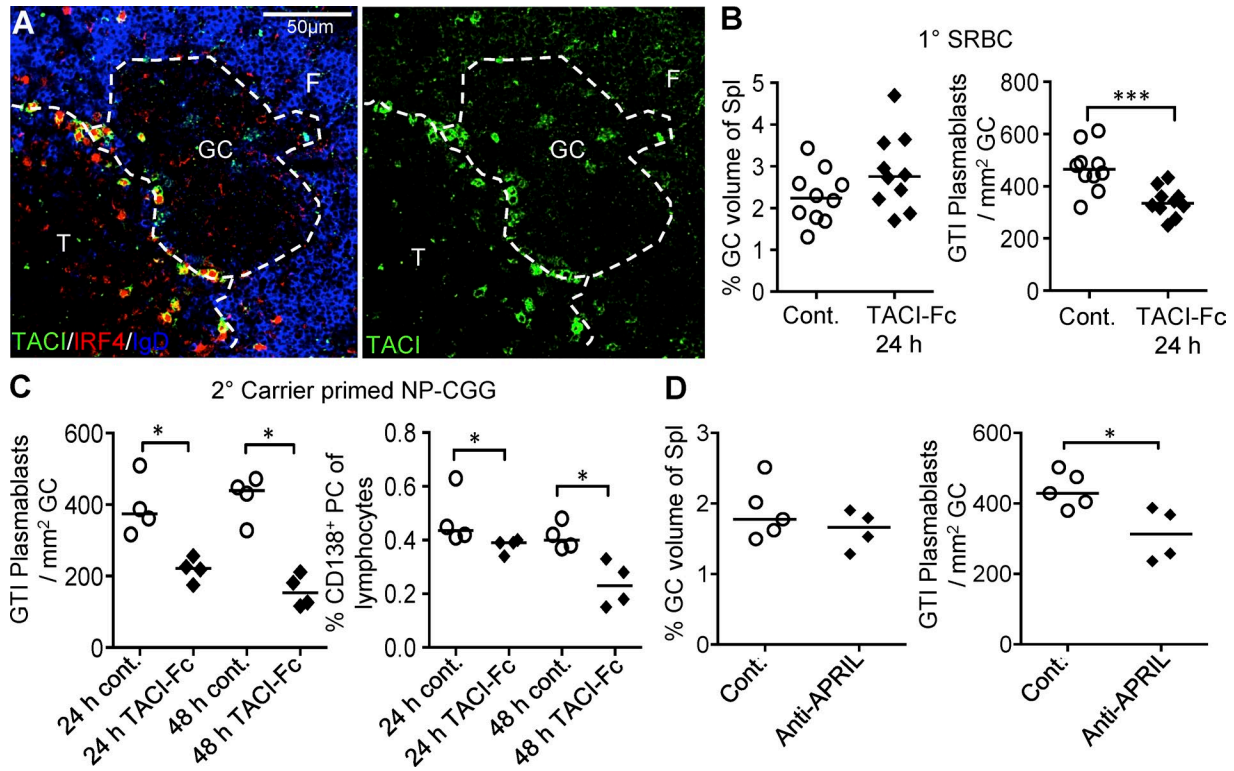 A
50µm
F
GC
T
TACI/IRF4/IgD
F
GC
T
TACI
B
1° SRBC
% GC volume of Spl
5
4
3
2
1
0
Cont.
TACI-Fc
24 h
GTI Plasmablasts
/ mm² GC
800
600
400
200
0
***
Cont.
TACI-Fc
24 h
C
2° Carrier primed NP-CGG
GTI Plasmablasts
/ mm² GC
600
400
200
0
*
*
24 h cont.
24 h TACI-Fc
48 h cont.
48 h TACI-Fc
% CD138⁺ PC of
lymphocytes
0.8
0.6
0.4
0.2
0.0
*
*
24 h cont.
24 h TACI-Fc
48 h cont.
48 h TACI-Fc
D
% GC volume of Spl
3
2
1
0
Cont.
Anti-APRIL
GTI Plasmablasts
/ mm² GC
600
400
200
0
*
Cont.
Anti-APRIL